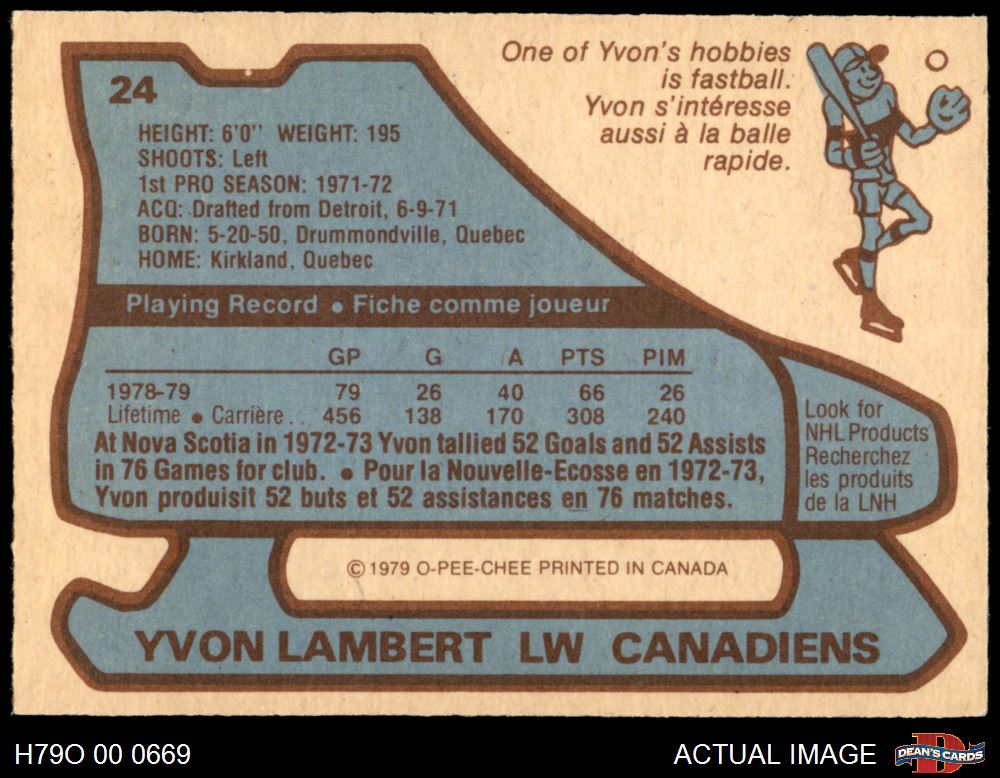 One of Yvon's hobbies
is fastball.
Yvon s'intéresse
aussi à la balle
rapide.
24
HEIGHT: 6'0" WEIGHT: 195
SHOOTS: Left
1st PRO SEASON: 1971-72
ACQ: Drafted from Detroit, 6-9-71
BORN: 5-20-50, Drummondville, Quebec
HOME: Kirkland, Quebec
Playing Record • Fiche comme joueur
GP G A PTS PIM
1978-79 79 26 40 66 26
Lifetime • Carrière.. 456 138 170 308 240
At Nova Scotia in 1972-73 Yvon tallied 52 Goals and 52 Assists
in 76 Games for club. • Pour la Nouvelle-Ecosse en 1972-73,
Yvon produisit 52 buts et 52 assistances en 76 matches.
Look for
NHL Products
Recherchez
les produits
de la LNH
© 1979 O-PEE-CHEE PRINTED IN CANADA
YVON LAMBERT LW CANADIENS
H79O 00 0669
ACTUAL IMAGE
D
DEAN'S CARDS